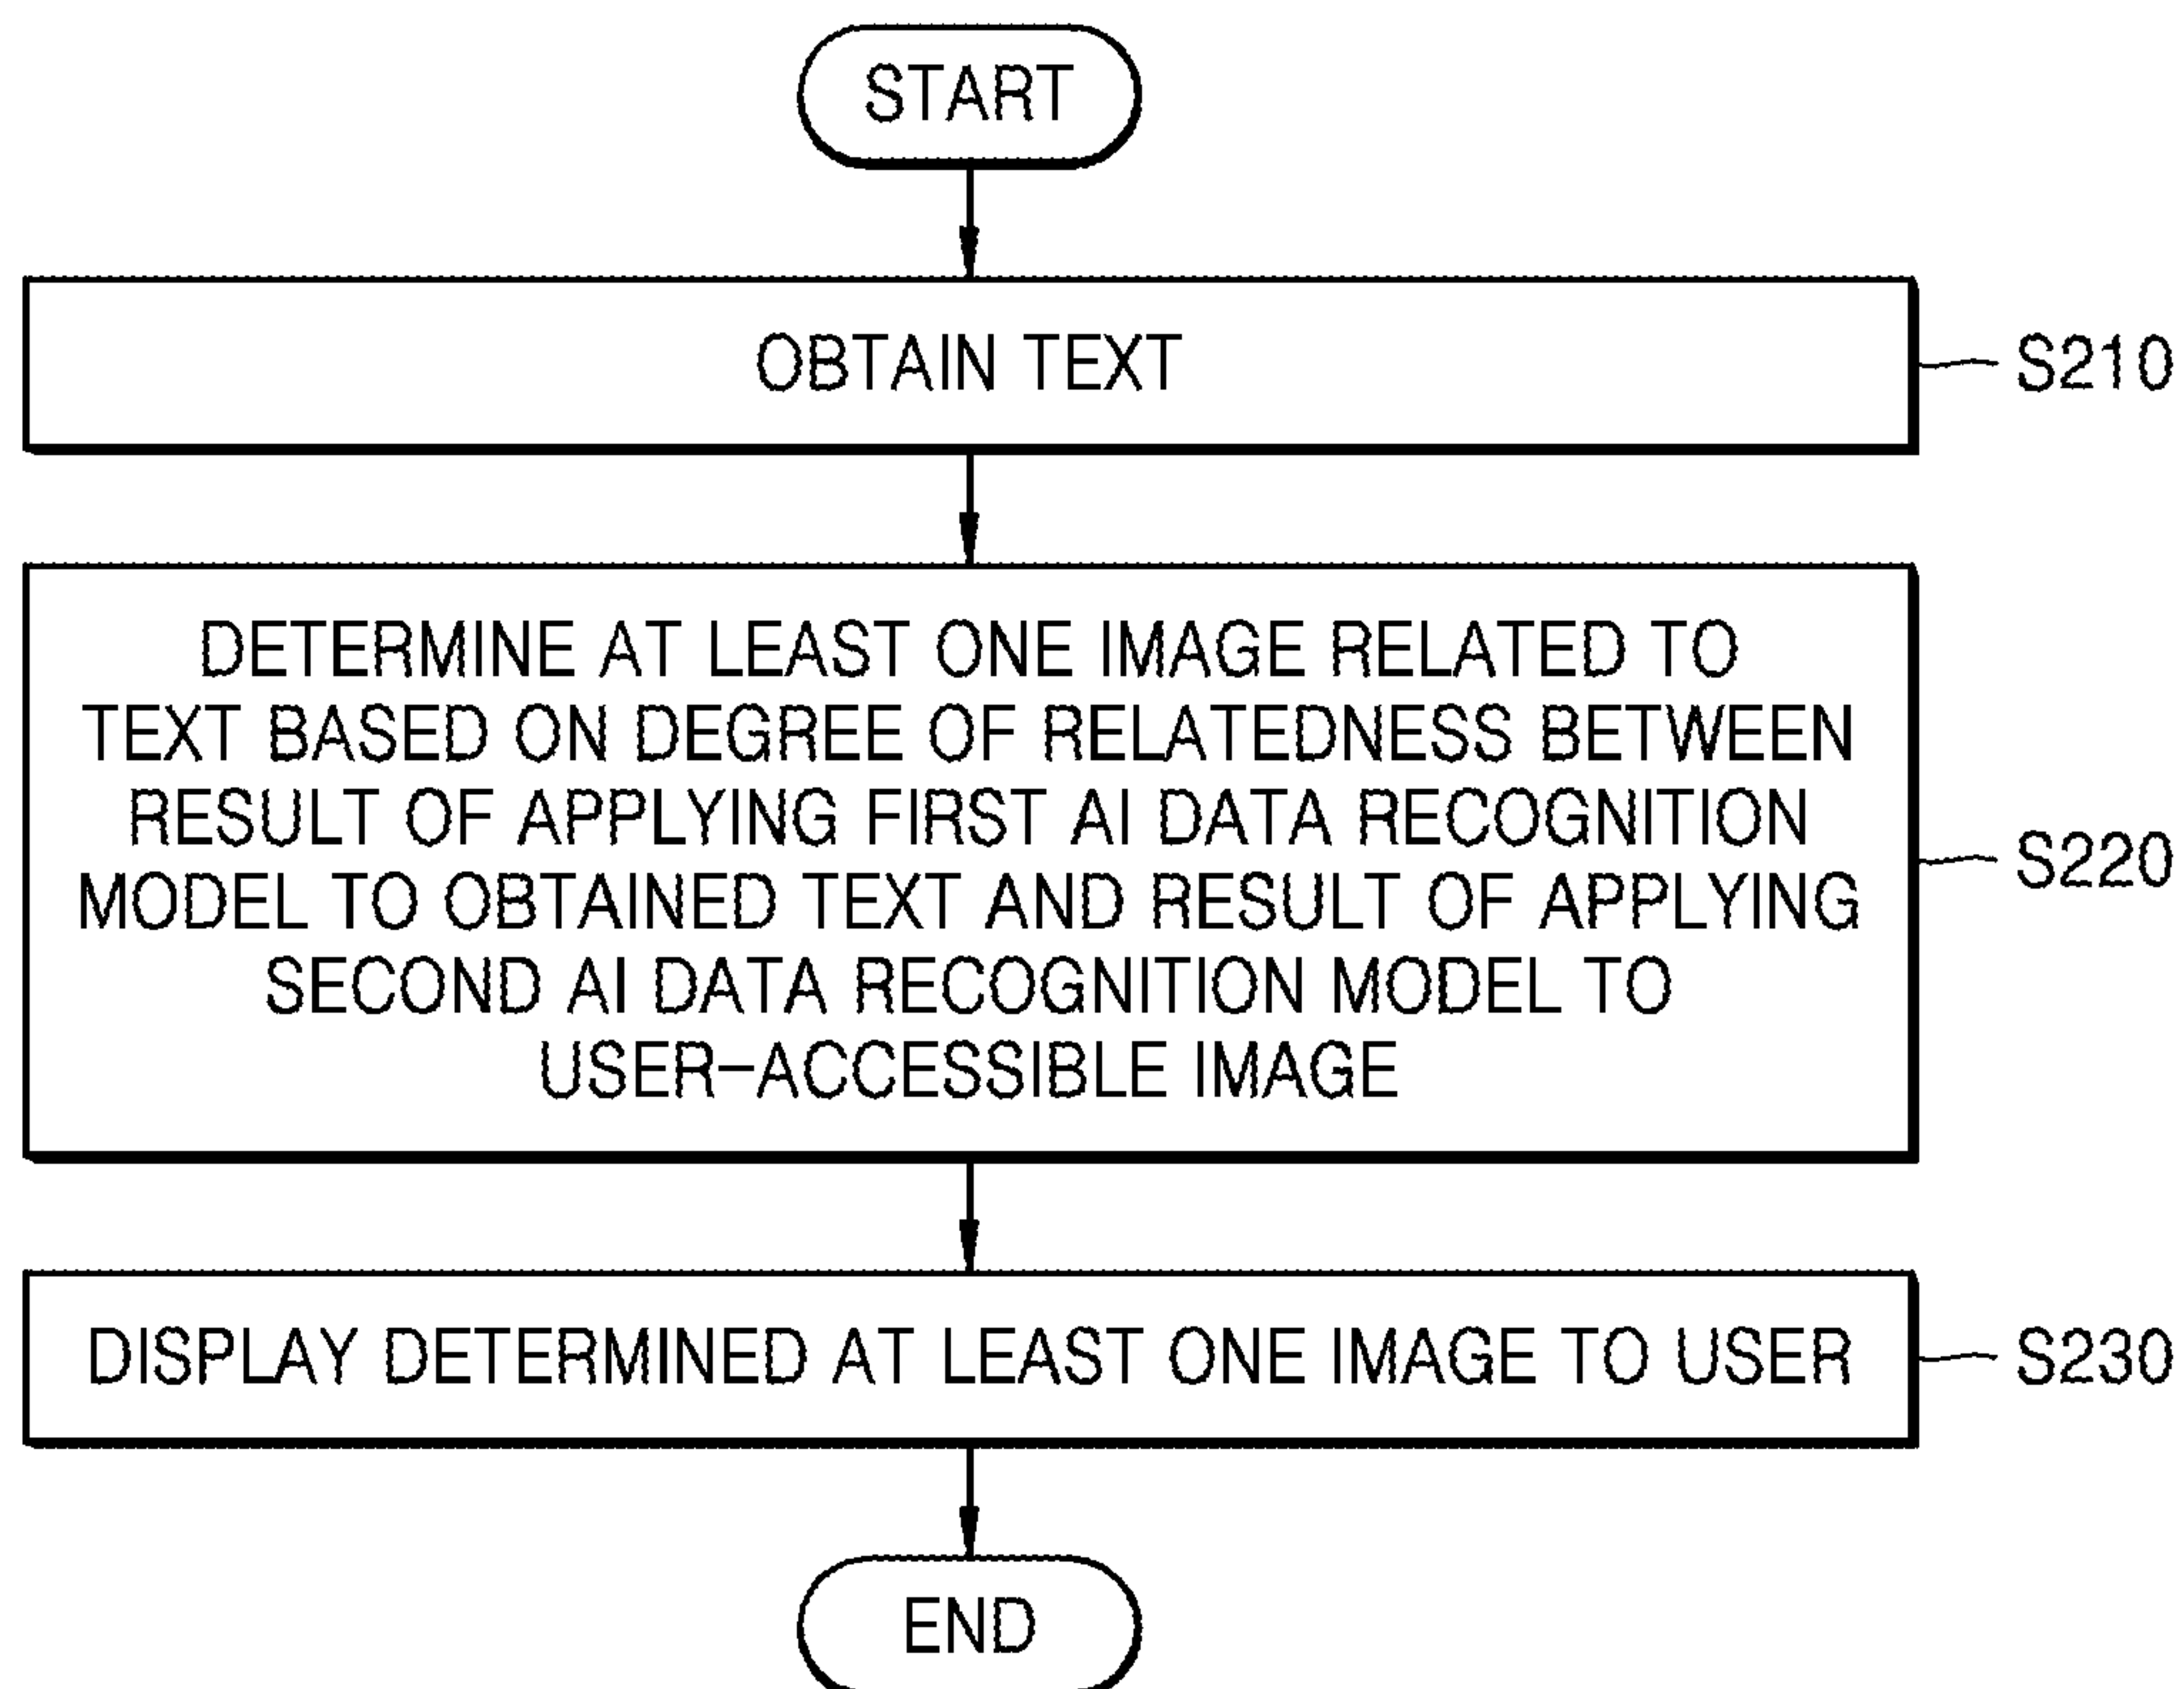 START
OBTAIN TEXT
S210
DETERMINE AT LEAST ONE IMAGE RELATED TO
TEXT BASED ON DEGREE OF RELATEDNESS BETWEEN
RESULT OF APPLYING FIRST AI DATA RECOGNITION
MODEL TO OBTAINED TEXT AND RESULT OF APPLYING
SECOND AI DATA RECOGNITION MODEL TO
USER-ACCESSIBLE IMAGE
S220
DISPLAY DETERMINED AT LEAST ONE IMAGE TO USER
S230
END